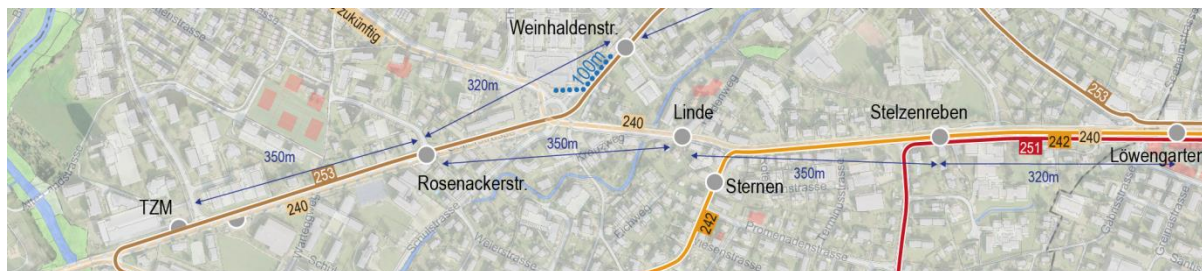 zukünftig
Weinhaldenstr.
100m
320m
253
Linde
Stelzenreben
240
350m
350m
253
Rosenackerstr.
TZM
240
350m
Sternen
242
251
242
240
Löwengarten
320m
Promenadenstrasse